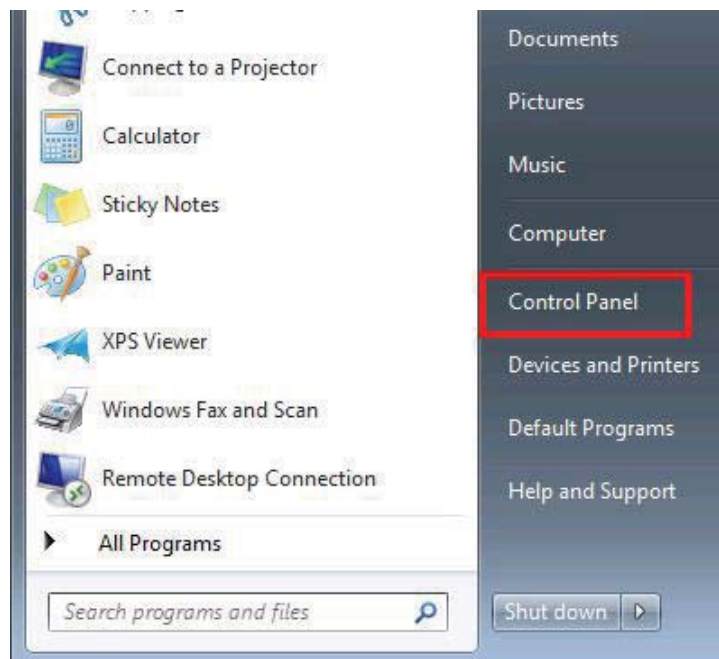 Connect to a Projector
Calculator
Sticky Notes
Paint
XPS Viewer
Windows Fax and Scan
Remote Desktop Connection
All Programs
Search programs and files
Documents
Pictures
Music
Computer
Control Panel
Devices and Printers
Default Programs
Help and Support
Shut down